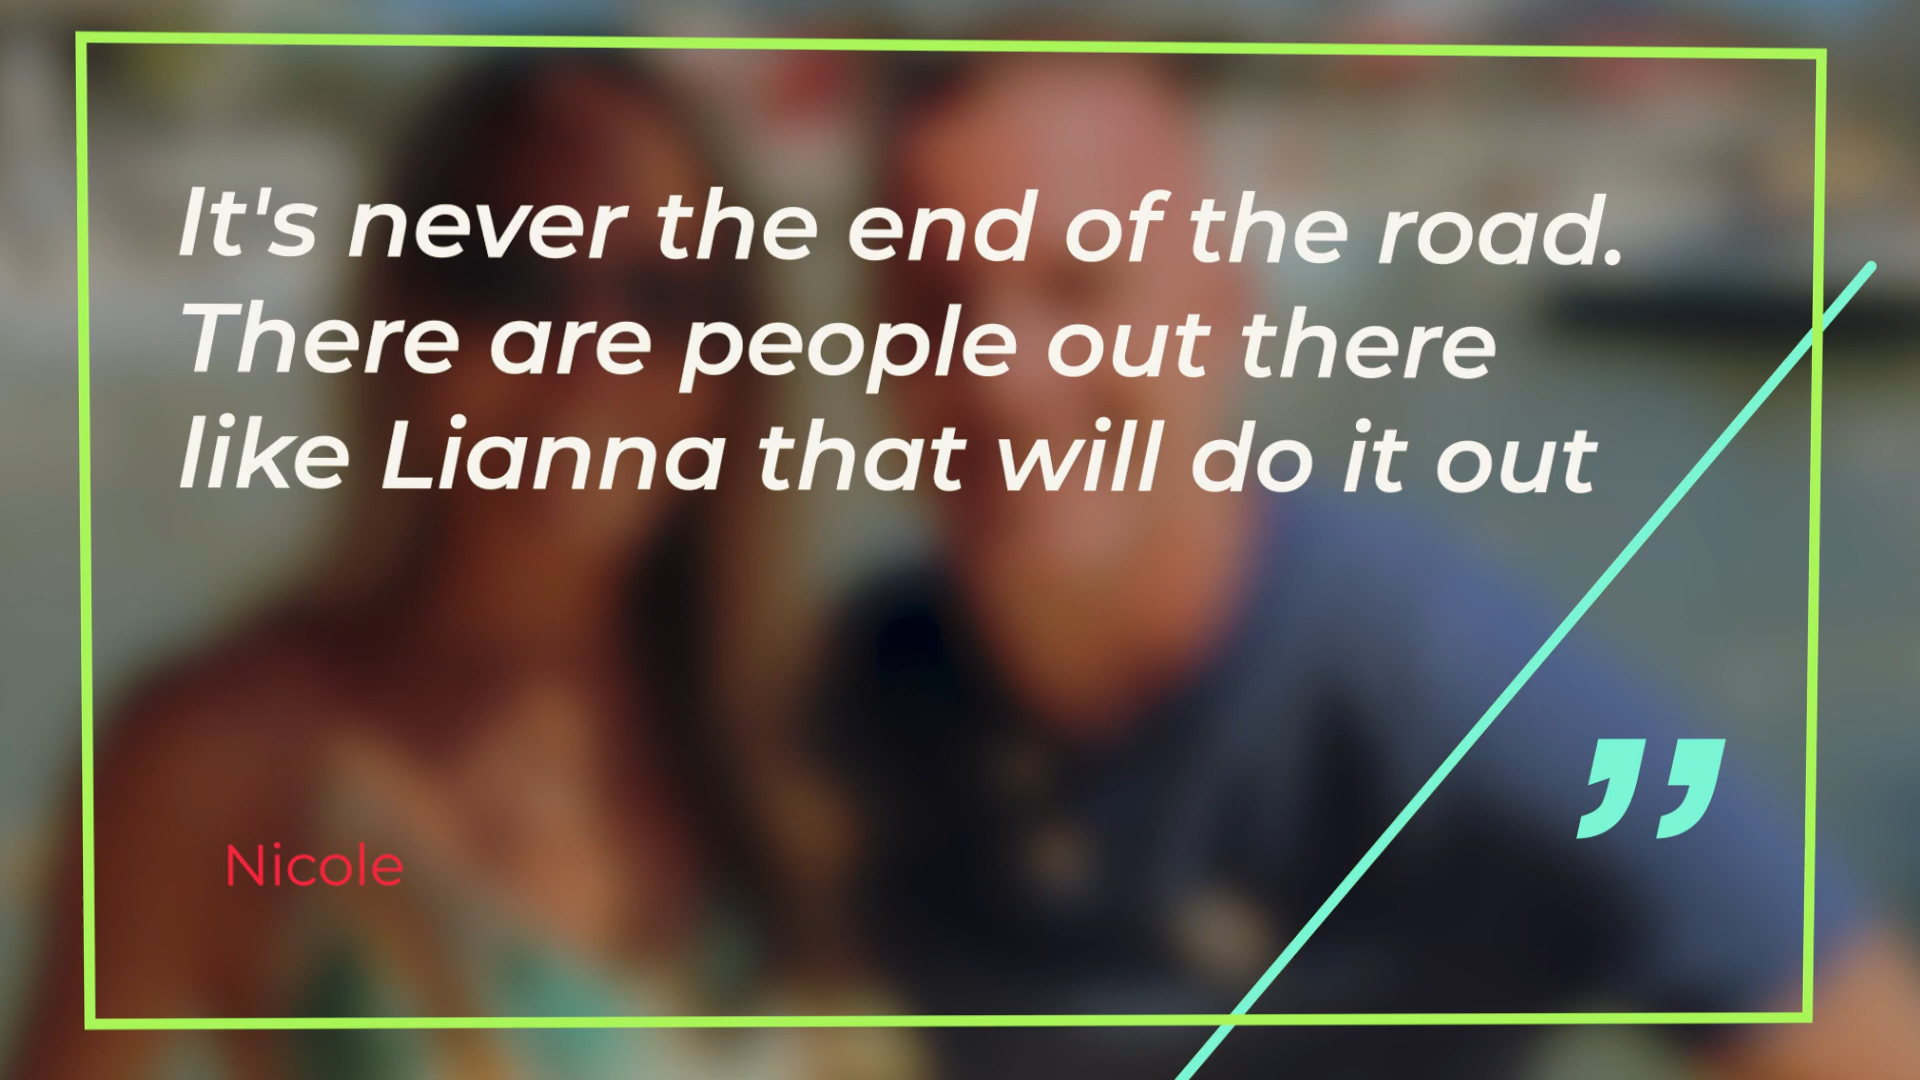 It's never the end of the road.
There are people out there
like Lianna that will do it out
”
Nicole